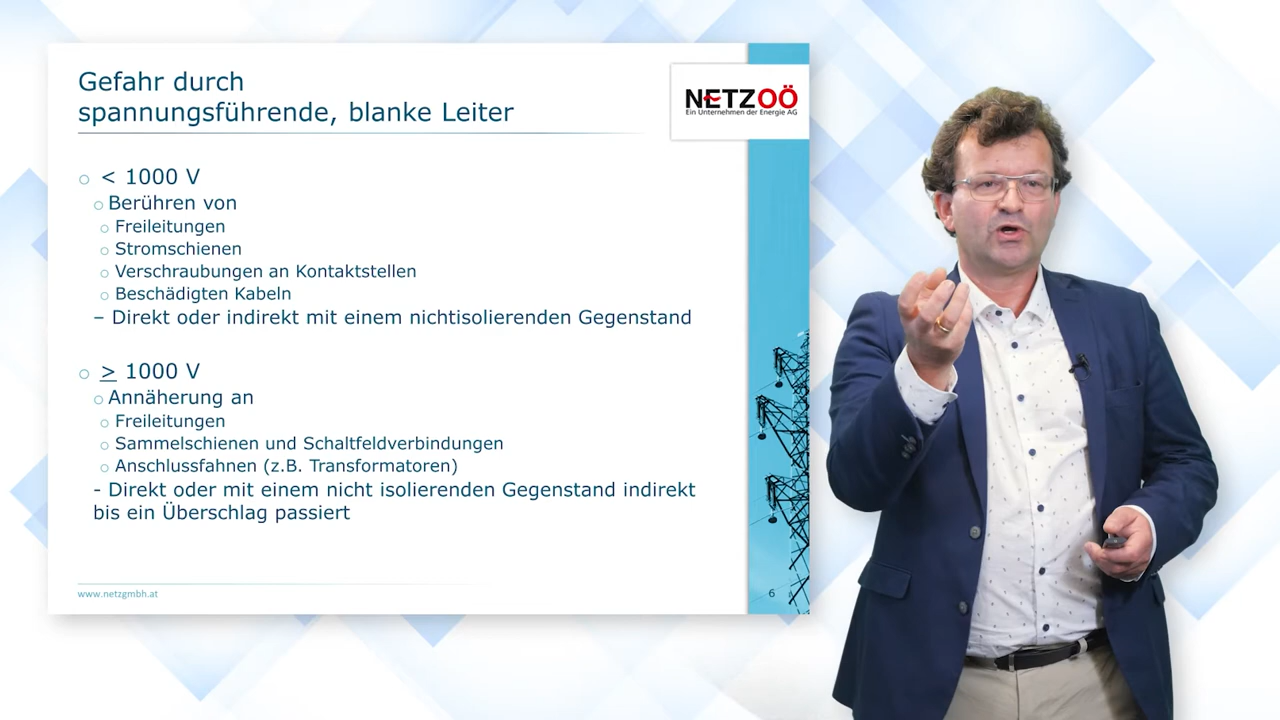 Gefahr durch
spannungsführende, blanke Leiter
NETZOÖ
Ein Unternehmen der Energie AG
< 1000 V
Berühren von
Freileitungen
Stromschienen
Verschraubungen an Kontaktstellen
Beschädigten Kabeln
– Direkt oder indirekt mit einem nichtisolierenden Gegenstand
> 1000 V
Annäherung an
Freileitungen
Sammelschienen und Schaltfeldverbindungen
Anschlussfahnen (z.B. Transformatoren)
- Direkt oder mit einem nicht isolierenden Gegenstand indirekt
bis ein Überschlag passiert
www.netzgmbh.at
6